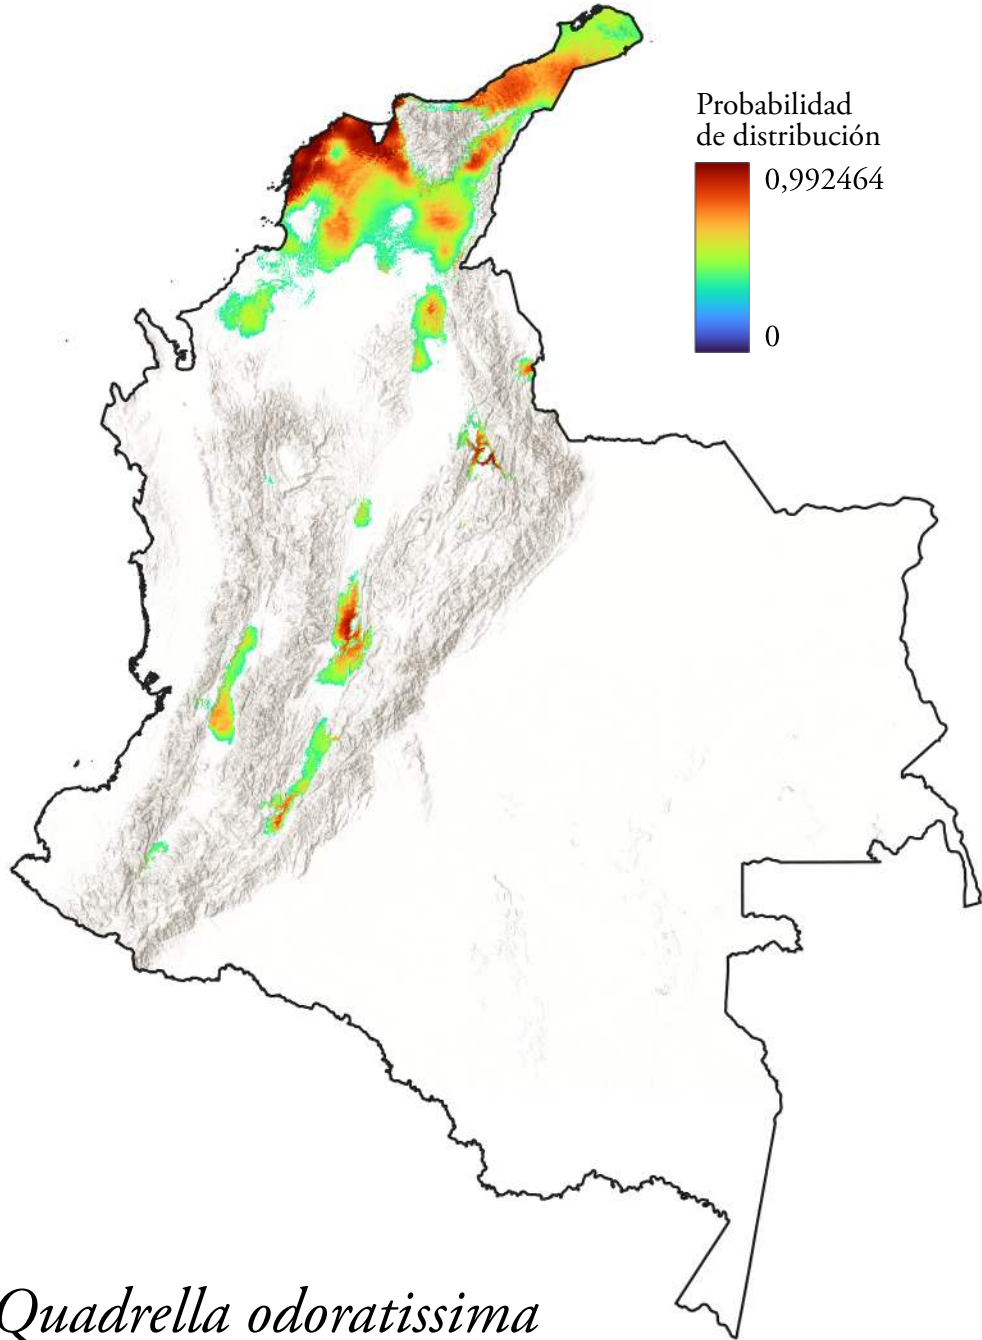 Probabilidad
de distribución
0,992464
0
Quadrella odoratissima